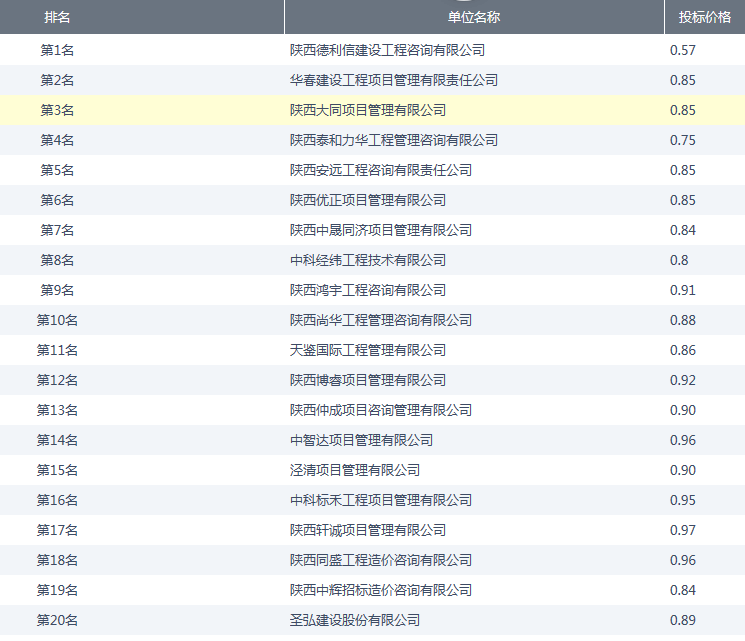 排名 单位名称 投标价格
第1名 陕西德利信建设工程咨询有限公司 0.57
第2名 华春建设工程项目管理有限责任公司 0.85
第3名 陕西大同项目管理有限公司 0.85
第4名 陕西泰和力华工程管理咨询有限公司 0.75
第5名 陕西安远工程咨询有限责任公司 0.85
第6名 陕西优正项目管理有限公司 0.85
第7名 陕西中晟同济项目管理有限公司 0.84
第8名 中科经纬工程技术有限公司 0.8
第9名 陕西鸿宇工程咨询有限公司 0.91
第10名 陕西尚华工程管理咨询有限公司 0.88
第11名 天鉴国际工程管理有限公司 0.86
第12名 陕西博睿项目管理有限公司 0.92
第13名 陕西仲成项目咨询管理有限公司 0.90
第14名 中智达项目管理有限公司 0.96
第15名 泾清项目管理有限公司 0.90
第16名 中科标禾工程项目管理有限公司 0.95
第17名 陕西轩诚项目管理有限公司 0.97
第18名 陕西同盛工程造价咨询有限公司 0.96
第19名 陕西中辉招标造价咨询有限公司 0.84
第20名 圣弘建设股份有限公司 0.89